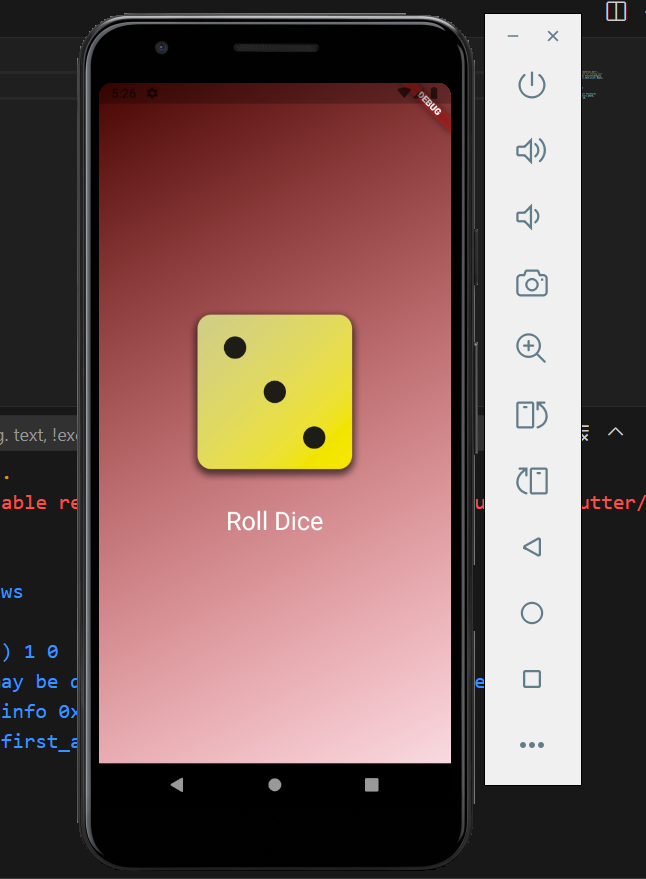 5:26
DEBUG
g. text, !exc
.
able re
utter/
Roll Dice
ws
) 1 0
ay be d
e
info 0x
first_a